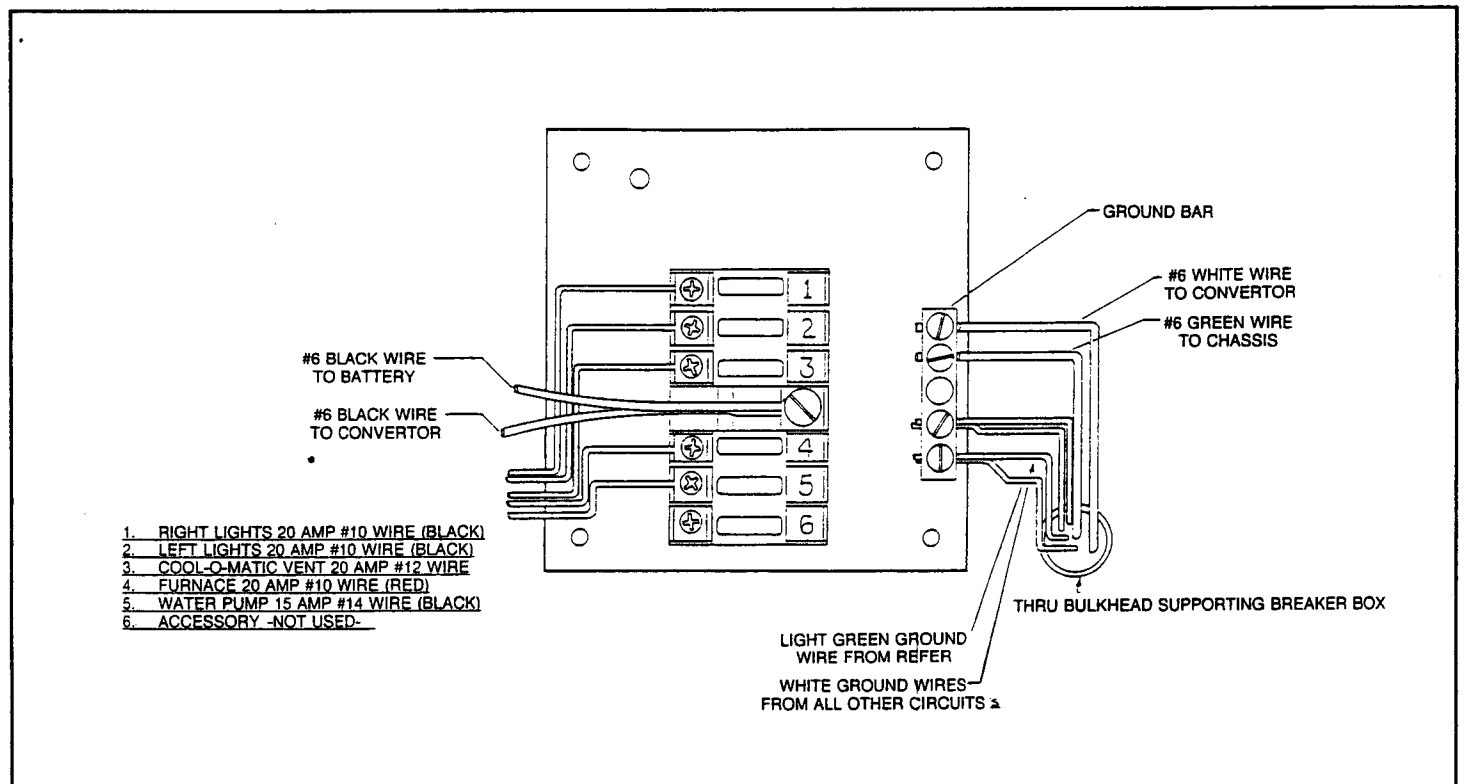 GROUND BAR
#6 WHITE WIRE
TO CONVERTOR
#6 GREEN WIRE
TO CHASSIS
1
2
3
4
5
6
#6 BLACK WIRE
TO BATTERY
#6 BLACK WIRE
TO CONVERTOR
1. RIGHT LIGHTS 20 AMP #10 WIRE (BLACK)
2. LEFT LIGHTS 20 AMP #10 WIRE (BLACK)
3. COOL-O-MATIC VENT 20 AMP #12 WIRE
4. FURNACE 20 AMP #10 WIRE (RED)
5. WATER PUMP 15 AMP #14 WIRE (BLACK)
6. ACCESSORY -NOT USED-
THRU BULKHEAD SUPPORTING BREAKER BOX
LIGHT GREEN GROUND
WIRE FROM REFER
WHITE GROUND WIRES
FROM ALL OTHER CIRCUITS